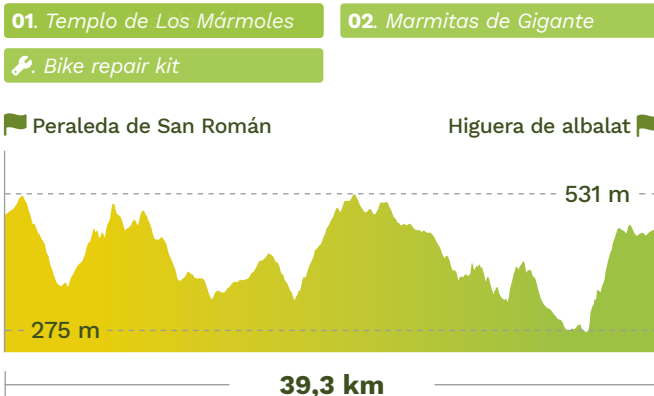 01. Templo de Los Mármoles
02. Marmitas de Gigante
. Bike repair kit
Peraleda de San Román
Higuera de albalat
531 m
275 m
39,3 km